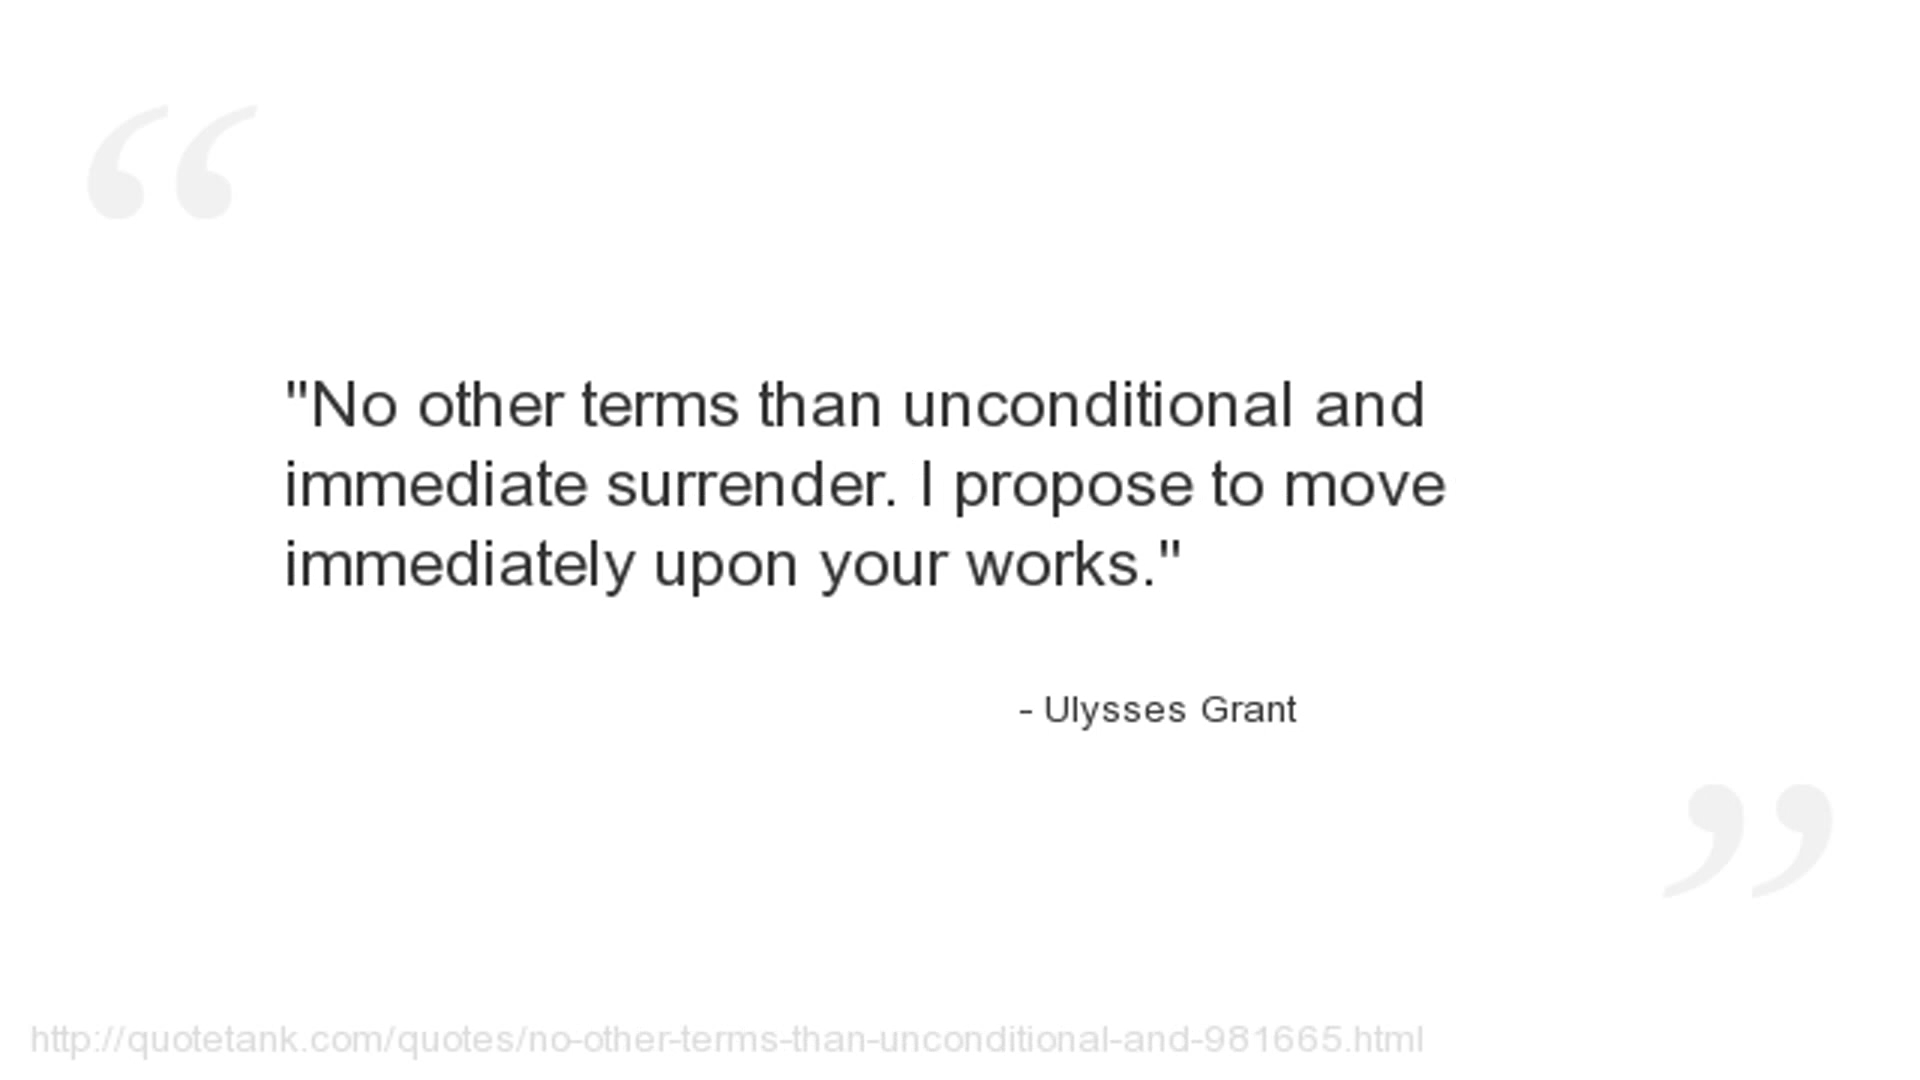 "No other terms than unconditional and
immediate surrender. I propose to move
immediately upon your works."
- Ulysses Grant
http://quotetank.com/quotes/no-other-terms-than-unconditional-and-981665.html